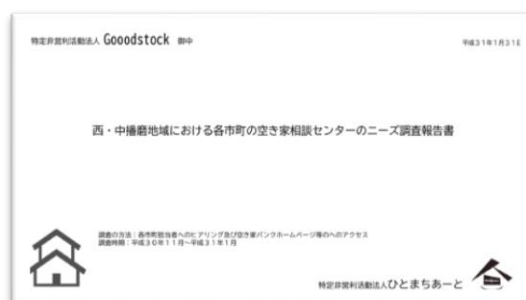 特定非営利活動法人 Gooodstock 御中
平成31年1月31日
西・中播磨地域における各市町の空き家相談センターのニーズ調査報告書
調査の方法：各市町担当者へのヒアリング及び空き家バンクホームページ等のへのアクセス
調査時期：平成30年11月～平成31年1月
特定非営利活動法人ひとまちあーと